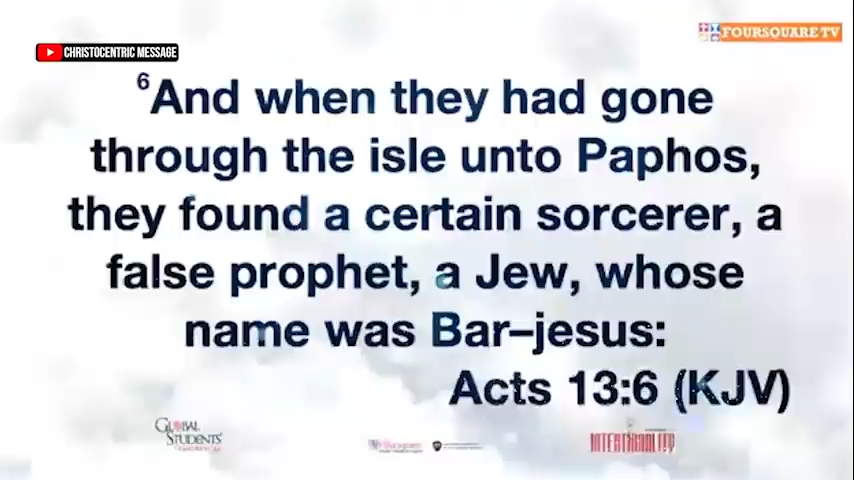 CHRISTOCENTRIC MESSAGE
FOURSQUARE TV
6And when they had gone
through the isle unto Paphos,
they found a certain sorcerer, a
false prophet, a Jew, whose
name was Bar–jesus:
Acts 13:6 (KJV)
GLOBAL
STUDENTS'
INTENTIONALITY